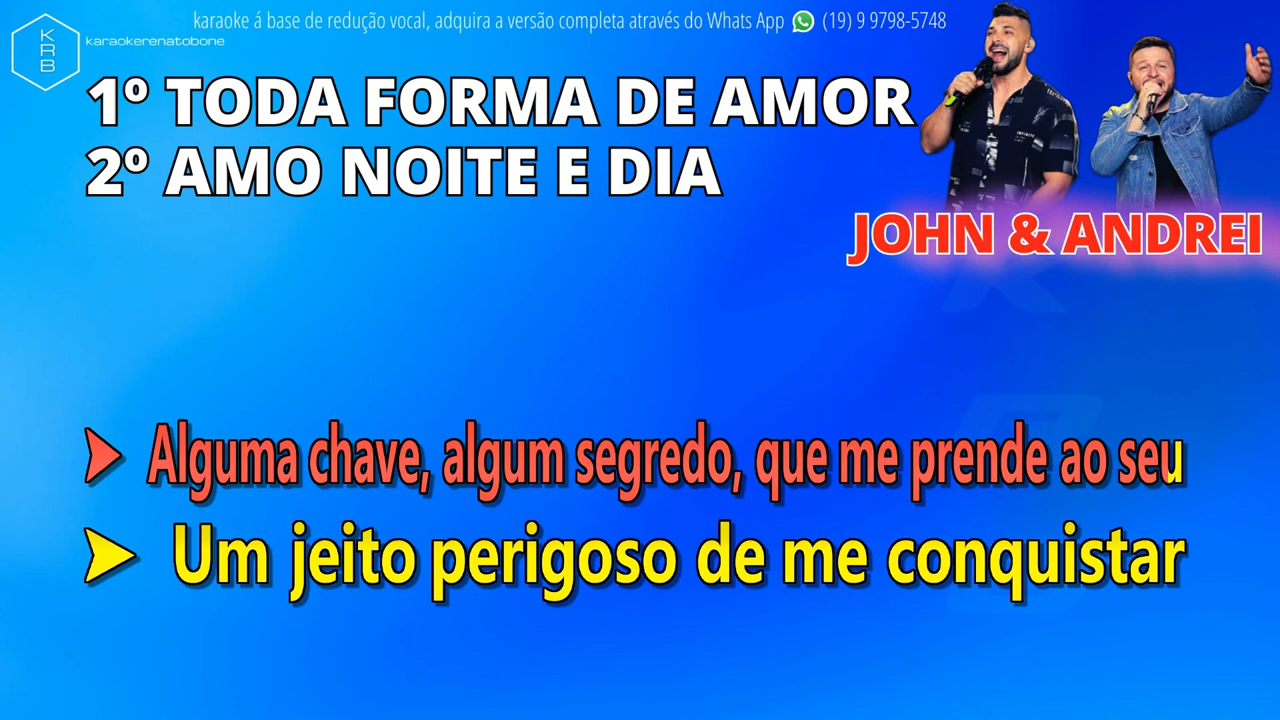 karaoke á base de redução vocal, adquira a versão completa através do Whats App (19) 9 9798-5748
K
R
B
karaokerenatobone
1º TODA FORMA DE AMOR
2º AMO NOITE E DIA
JOHN & ANDREI
Alguma chave, algum segredo, que me prende ao seu
Um jeito perigoso de me conquistar